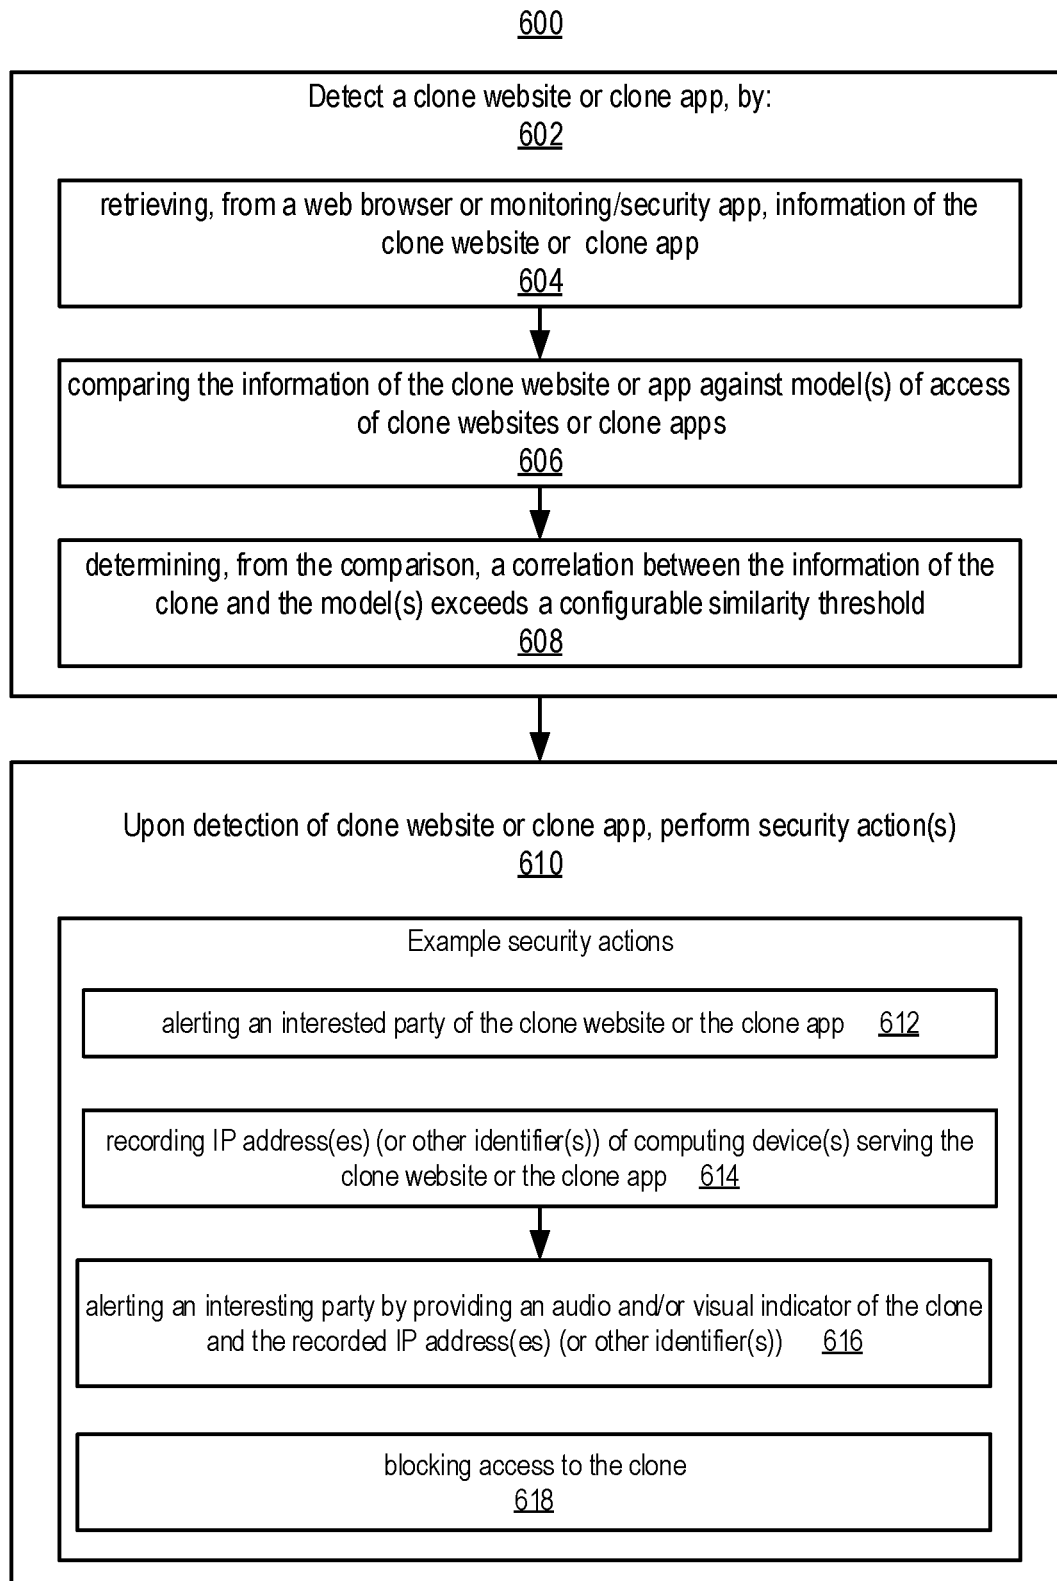 600
Detect a clone website or clone app, by:
602
retrieving, from a web browser or monitoring/security app, information of the
clone website or clone app
604
comparing the information of the clone website or app against model(s) of access
of clone websites or clone apps
606
determining, from the comparison, a correlation between the information of the
clone and the model(s) exceeds a configurable similarity threshold
608
Upon detection of clone website or clone app, perform security action(s)
610
Example security actions
alerting an interested party of the clone website or the clone app 612
recording IP address(es) (or other identifier(s)) of computing device(s) serving the
clone website or the clone app 614
alerting an interesting party by providing an audio and/or visual indicator of the clone
and the recorded IP address(es) (or other identifier(s)) 616
blocking access to the clone
618